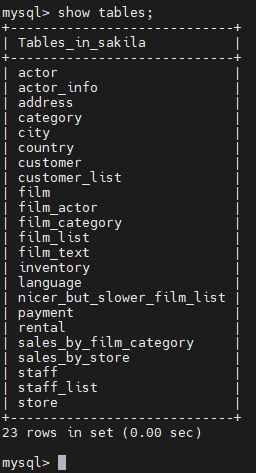 mysql> show tables;
+----------------------------+
| Tables_in_sakila           |
+----------------------------+
| actor                      |
| actor_info                 |
| address                    |
| category                   |
| city                       |
| country                    |
| customer                   |
| customer_list              |
| film                       |
| film_actor                 |
| film_category              |
| film_list                  |
| film_text                  |
| inventory                  |
| language                   |
| nicer_but_slower_film_list |
| payment                    |
| rental                     |
| sales_by_film_category     |
| sales_by_store             |
| staff                      |
| staff_list                 |
| store                      |
+----------------------------+
23 rows in set (0.00 sec)
mysql>